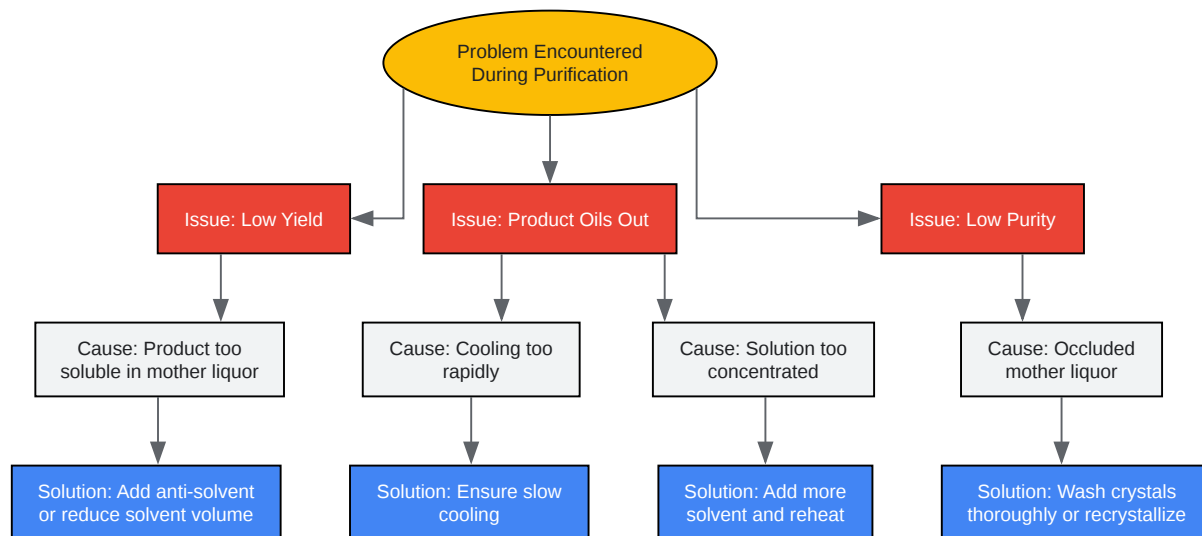 Problem Encountered
During Purification
Issue: Low Yield
Issue: Product Oils Out
Issue: Low Purity
Cause: Product too
soluble in mother liquor
Cause: Cooling too
rapidly
Cause: Solution too
concentrated
Cause: Occluded
mother liquor
Solution: Add anti-solvent
or reduce solvent volume
Solution: Ensure slow
cooling
Solution: Add more
solvent and reheat
Solution: Wash crystals
thoroughly or recrystallize